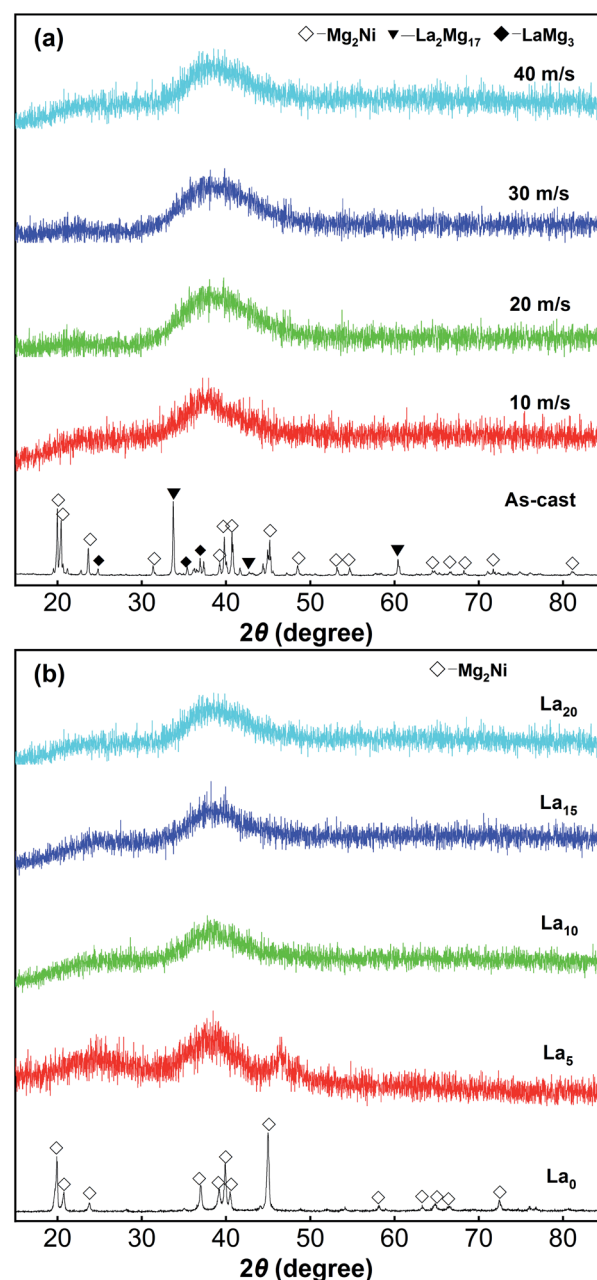 (a) ◇–Mg₂Ni ▼–La₂Mg₁₇ ◆–LaMg₃
40 m/s
30 m/s
20 m/s
10 m/s
As-cast
20 30 40 50 60 70 80
2θ (degree)
(b) ◇–Mg₂Ni
La₂₀
La₁₅
La₁₀
La₅
La₀
20 30 40 50 60 70 80
2θ (degree)